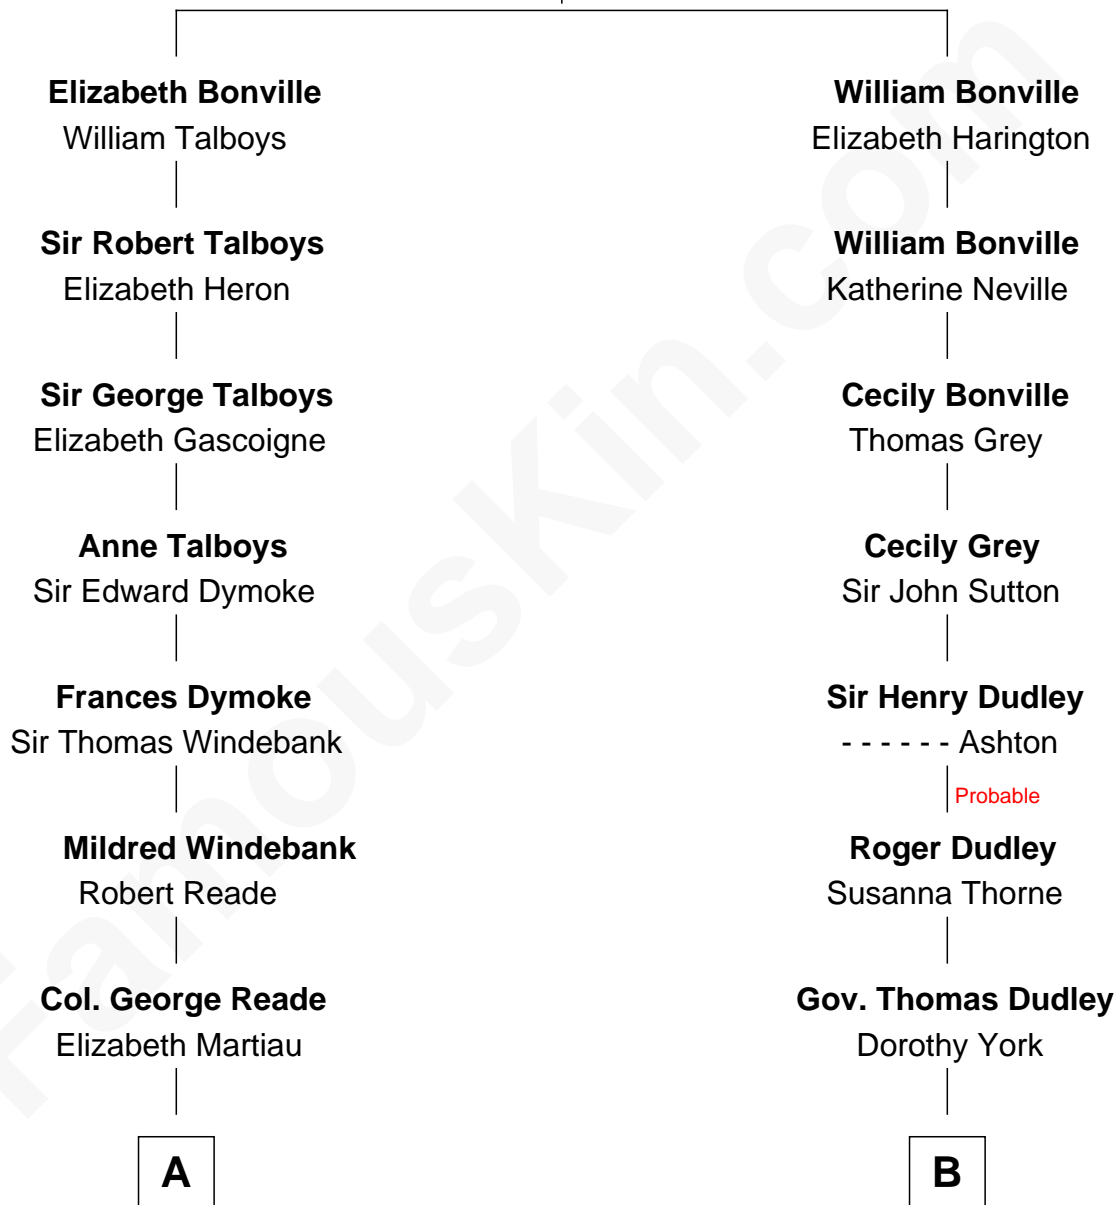 Elizabeth Bonville
William Talboys
William Bonville
Elizabeth Harington
Sir Robert Talboys
Elizabeth Heron
William Bonville
Katherine Neville
Sir George Talboys
Elizabeth Gascoigne
Cecily Bonville
Thomas Grey
Anne Talboys
Sir Edward Dymoke
Cecily Grey
Sir John Sutton
Frances Dymoke
Sir Thomas Windebank
Sir Henry Dudley
- - - - - - Ashton
Probable
Mildred Windebank
Robert Reade
Roger Dudley
Susanna Thorne
Col. George Reade
Elizabeth Martiau
Gov. Thomas Dudley
Dorothy York
A
B
FamousKin.com